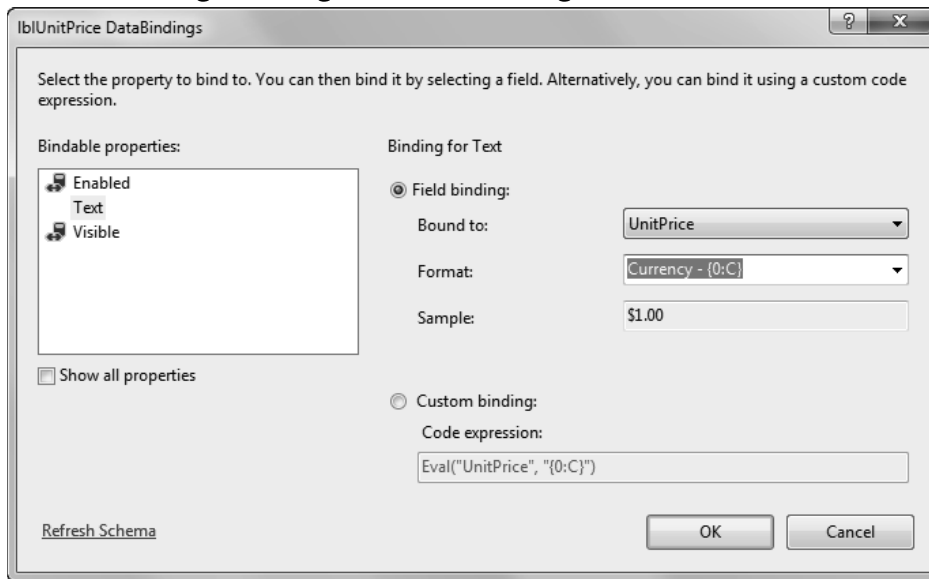 lblUnitPrice DataBindings
Select the property to bind to. You can then bind it by selecting a field. Alternatively, you can bind it using a custom code
expression.
Bindable properties:
Enabled
Text
Visible
Show all properties
Binding for Text
Field binding:
Bound to: UnitPrice
Format: Currency - {0:C}
Sample: $1.00
Custom binding:
Code expression:
Eval("UnitPrice", "{0:C}")
Refresh Schema
OK Cancel